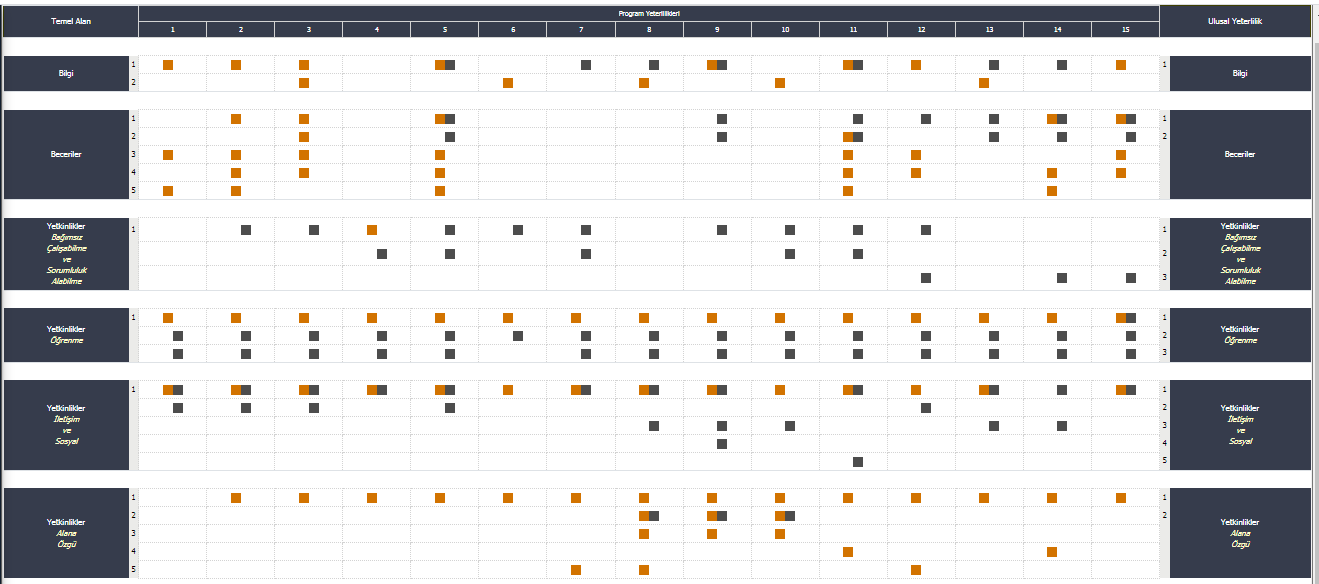 Temel Alan
Program Yeterlilikleri
Ulusal Yeterlilik
1 2 3 4 5 6 7 8 9 10 11 12 13 14 15
Bilgi
1
2
1
Bilgi
Beceriler
1
2
3
4
5
1
2
Beceriler
Yetkinlikler
Bağımsız
Çalışabilme
ve
Sorumluluk
Alabilme
1
1
2
3
Yetkinlikler
Bağımsız
Çalışabilme
ve
Sorumluluk
Alabilme
Yetkinlikler
Öğrenme
1
1
2
3
Yetkinlikler
Öğrenme
Yetkinlikler
İletişim
ve
Sosyal
1
1
2
3
4
5
Yetkinlikler
İletişim
ve
Sosyal
Yetkinlikler
Alana
Özgü
1
2
3
4
5
1
2
Yetkinlikler
Alana
Özgü